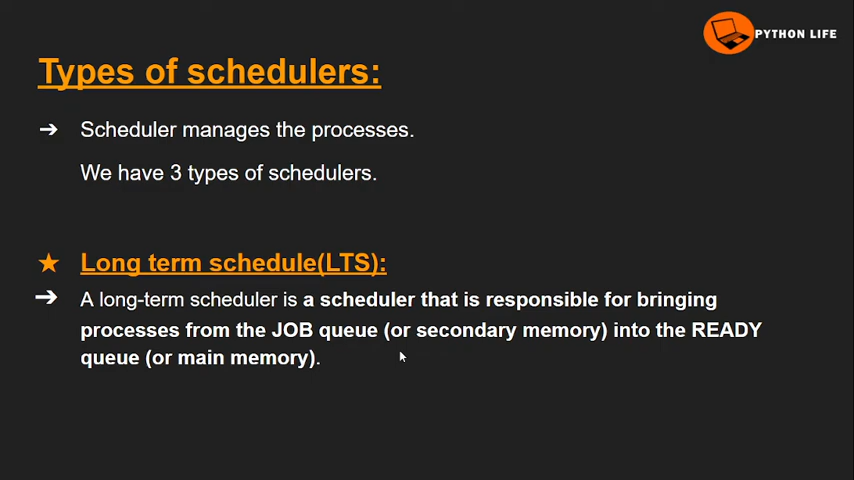 PYTHON LIFE
Types of schedulers:
➔ Scheduler manages the processes.
We have 3 types of schedulers.
★ Long term schedule(LTS):
➔ A long-term scheduler is a scheduler that is responsible for bringing
processes from the JOB queue (or secondary memory) into the READY
queue (or main memory).